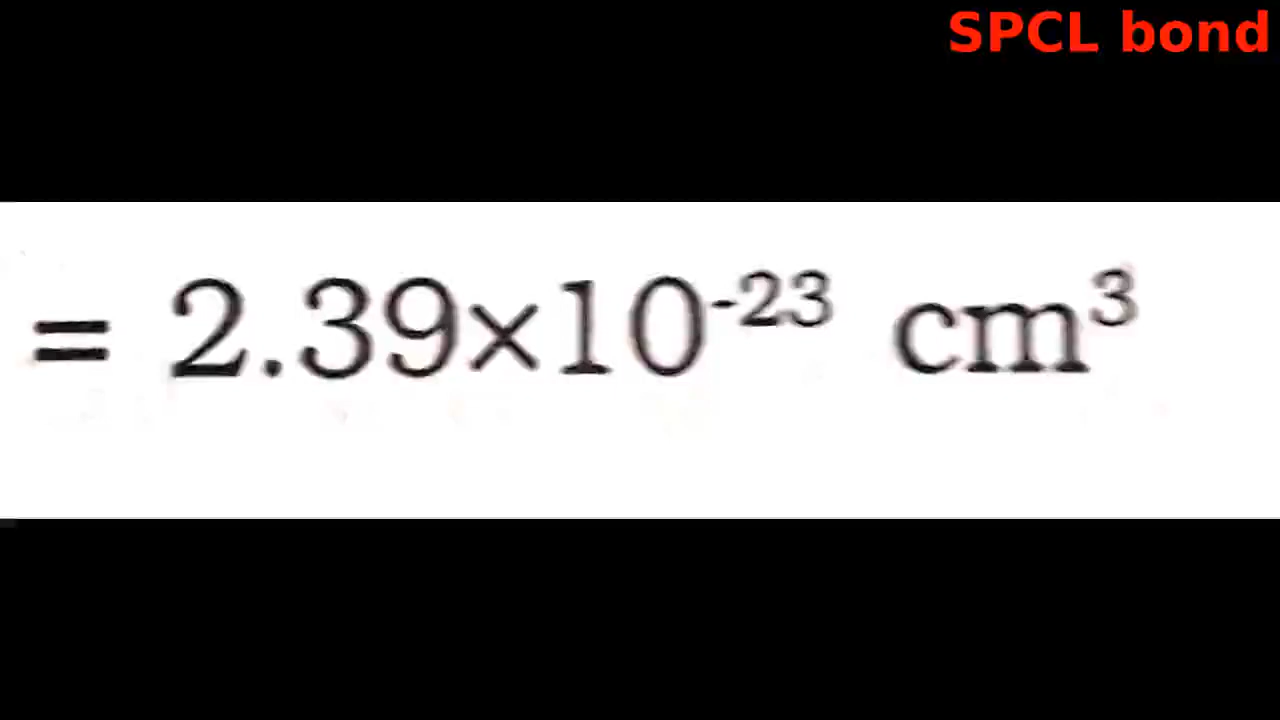 SPCL bond
= 2.39×10⁻²³ cm³